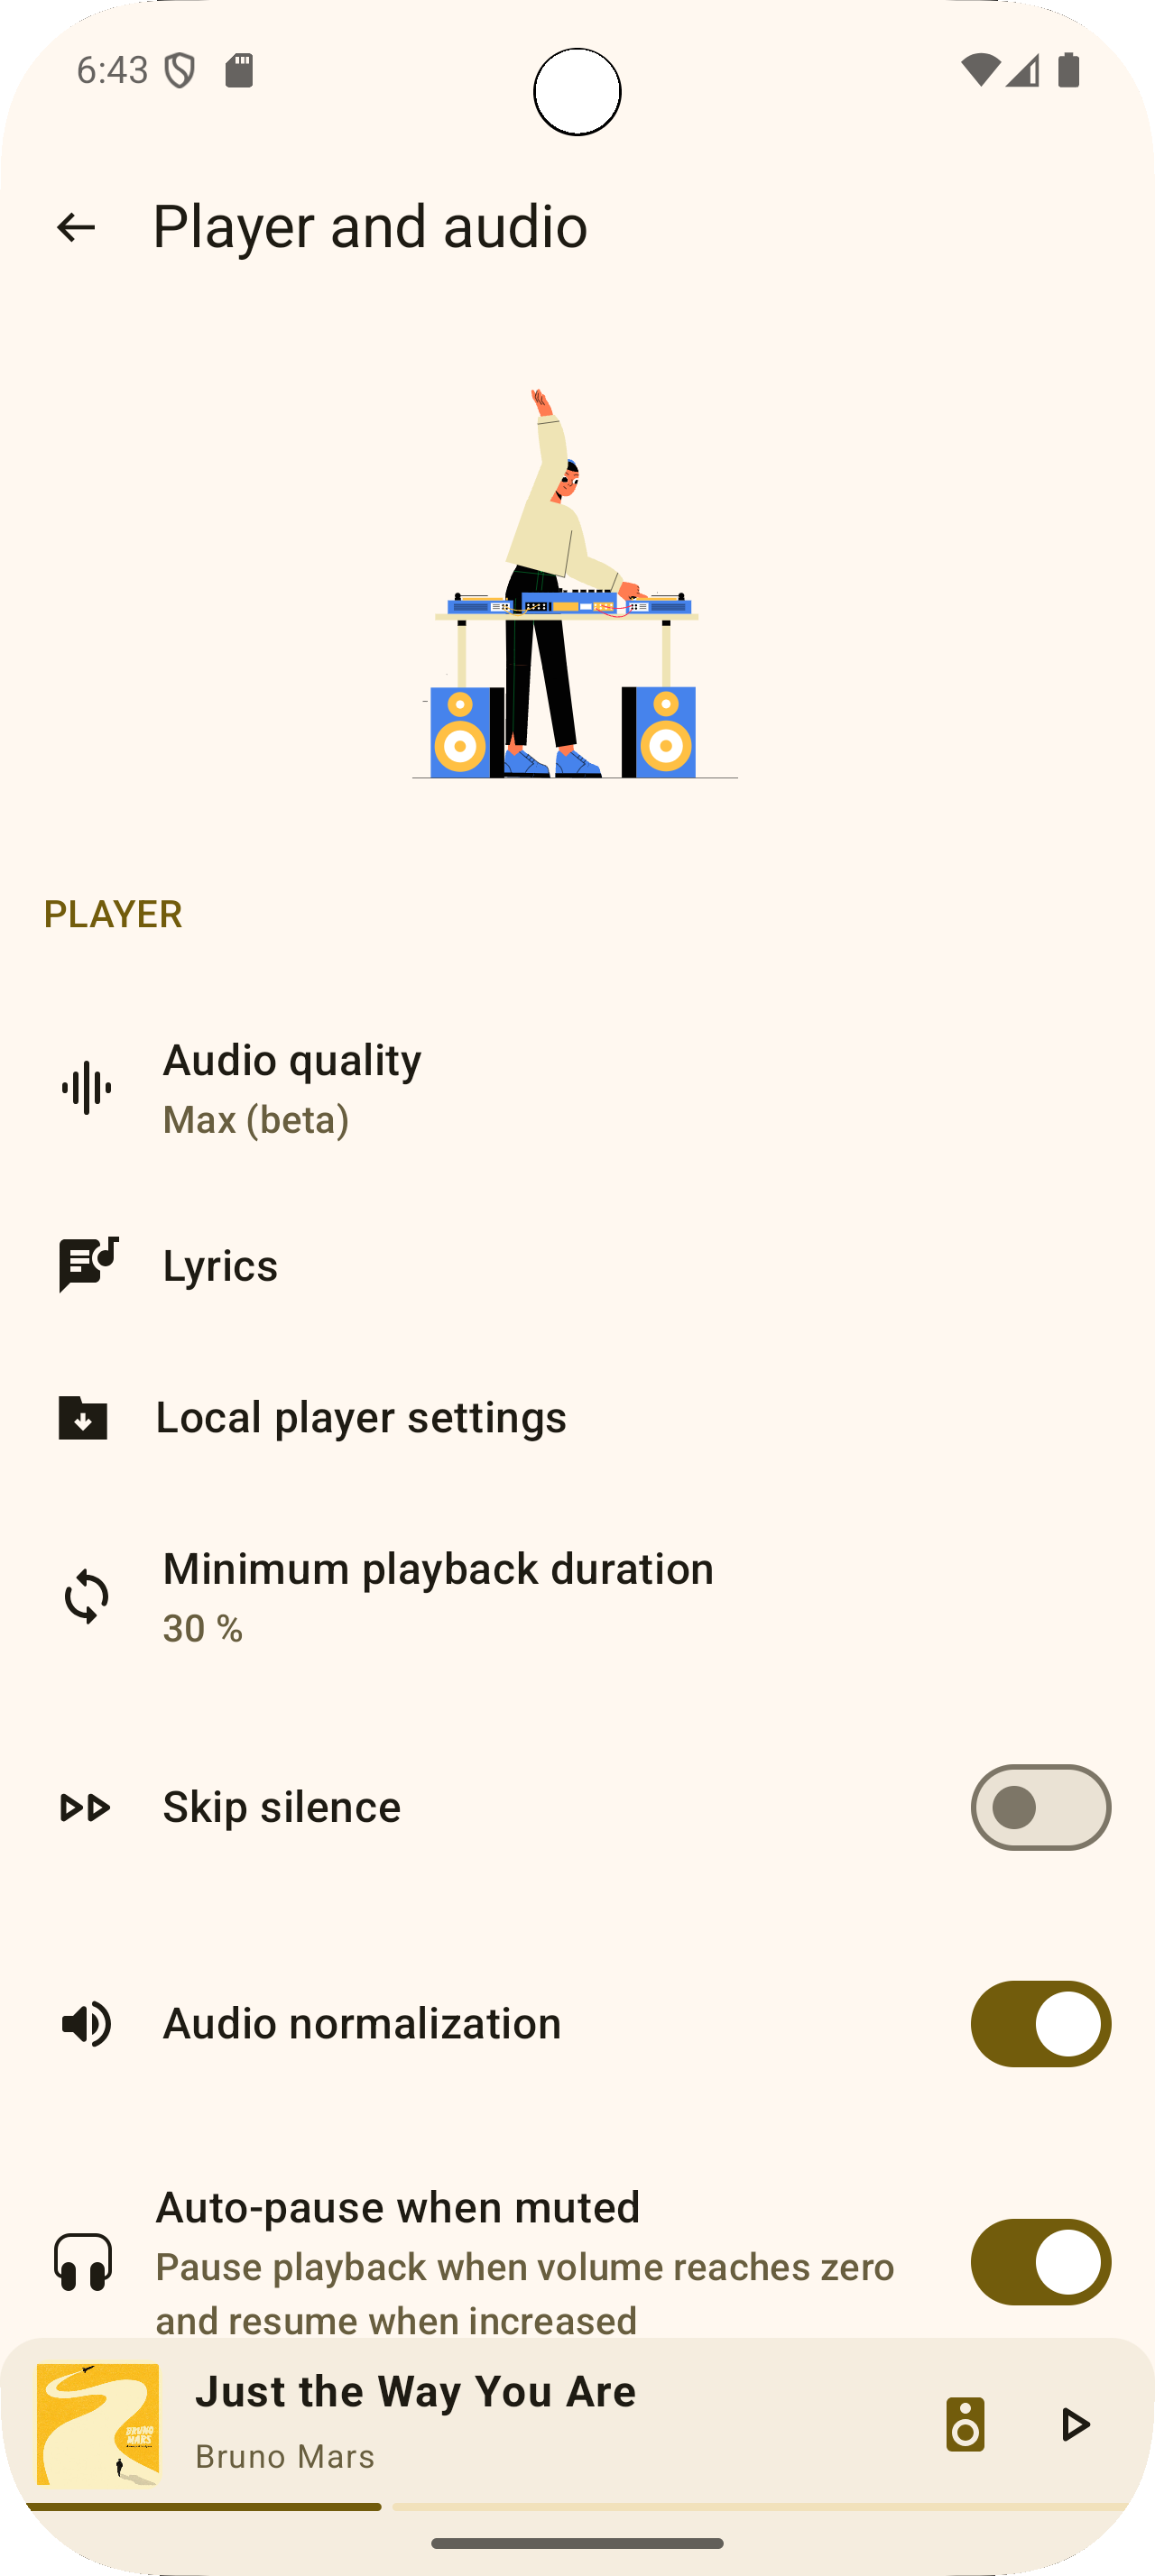 6:43
Player and audio
PLAYER
Audio quality
Max (beta)
Lyrics
Local player settings
Minimum playback duration
30 %
Skip silence
Audio normalization
Auto-pause when muted
Pause playback when volume reaches zero
and resume when increased
BRUNO
MARS
Just the Way You Are
Bruno Mars